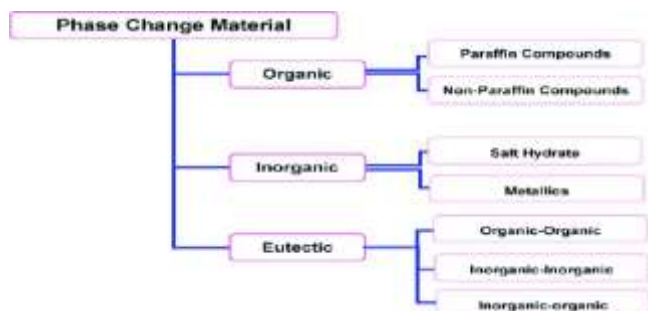 Phase Change Material
Organic
Paraffin Compounds
Non-Paraffin Compounds
Inorganic
Salt Hydrate
Metallics
Eutectic
Organic-Organic
Inorganic-Inorganic
Inorganic-organic